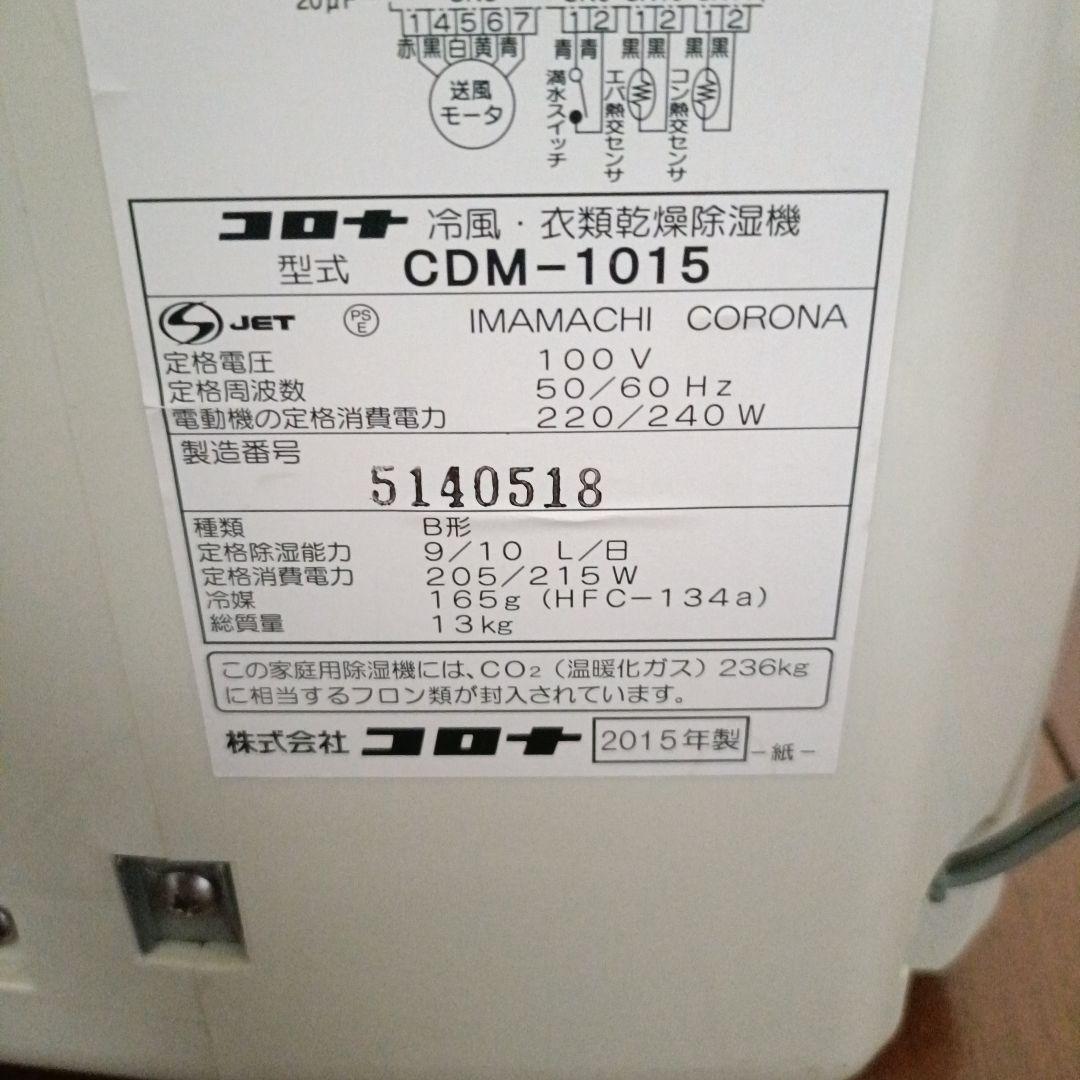 20μF
1 4 5 6 7 1 2 1 2 1 2
赤 黒 白 黄 青 青 青 黒 黒 黒 黒
送風
モータ
満水スイッチ
エバ熱交センサ
コン熱交センサ
コロナ 冷風・衣類乾燥除湿機
型式 CDM-1015
S JET PS E IMAMACHI CORONA
定格電圧 100V
定格周波数 50/60Hz
電動機の定格消費電力 220/240W
製造番号
5140518
種類 B形
定格除湿能力 9/10 L/日
定格消費電力 205/215W
冷媒 165g(HFC-134a)
総質量 13kg
この家庭用除湿機には、CO₂(温暖化ガス)236kg
に相当するフロン類が封入されています。
株式会社 コロナ 2015年製 -紙-